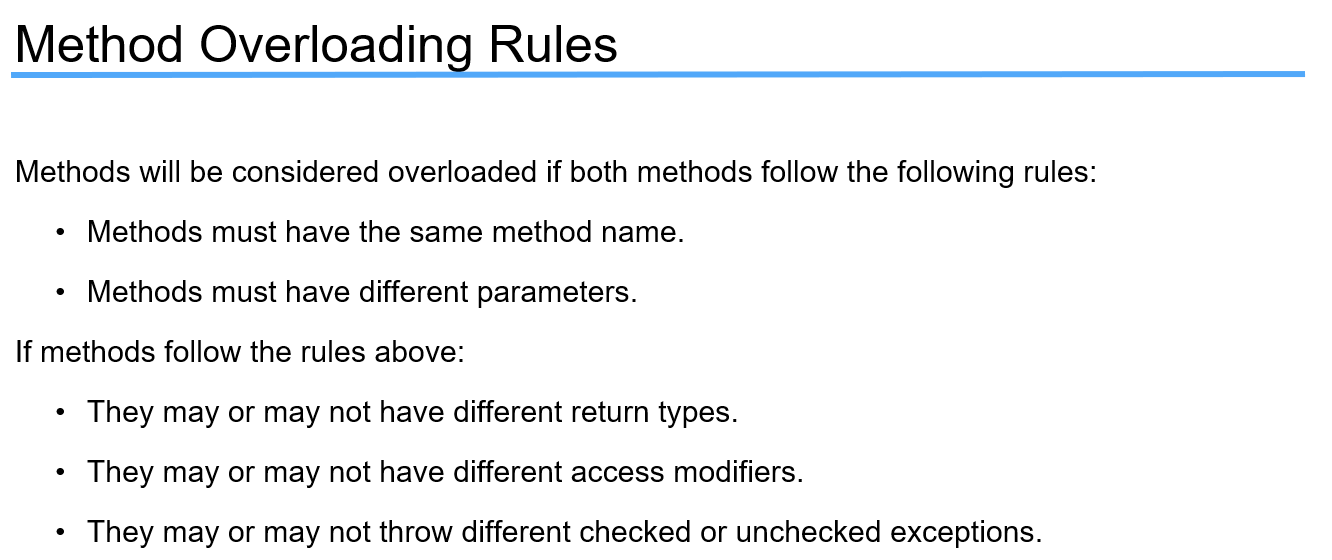 Method Overloading Rules
Methods will be considered overloaded if both methods follow the following rules:
• Methods must have the same method name.
• Methods must have different parameters.
If methods follow the rules above:
• They may or may not have different return types.
• They may or may not have different access modifiers.
• They may or may not throw different checked or unchecked exceptions.